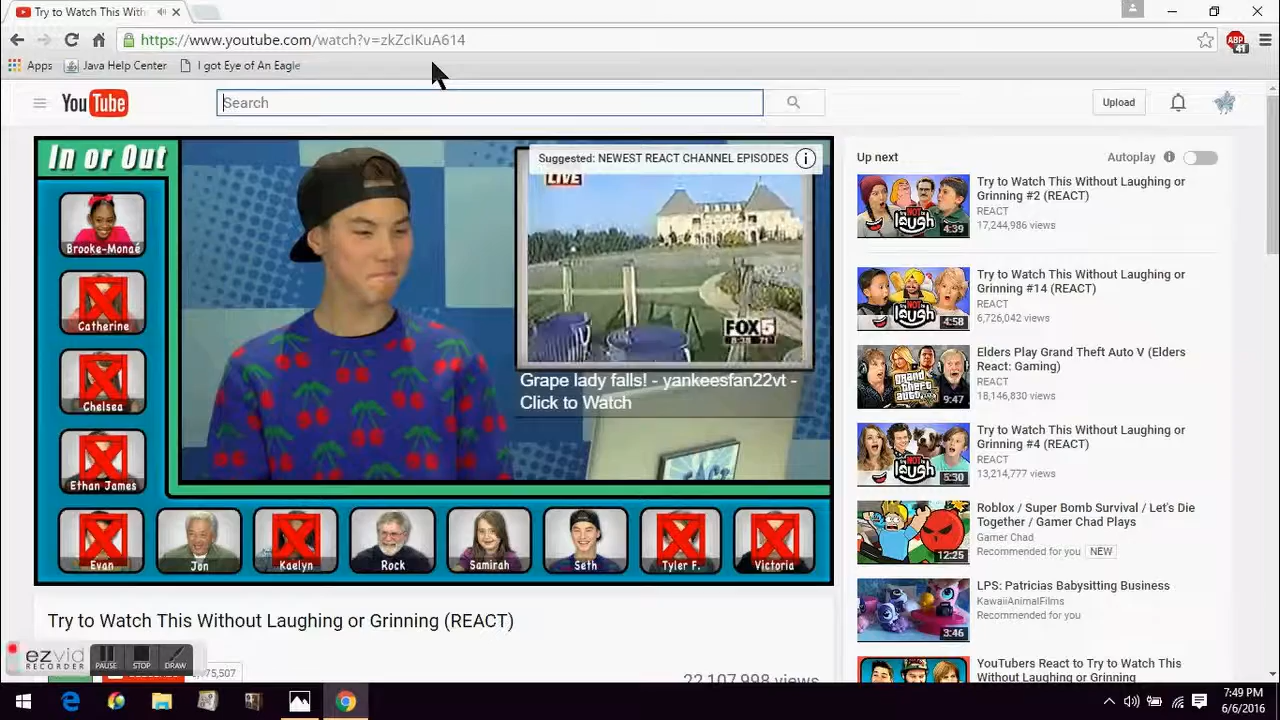 Try to Watch This With
https://www.youtube.com/watch?v=zkZcIKuA614
ABP
41
Apps
Java Help Center
I got Eye of An Eagle
YouTube
Search
Upload
In or Out
Suggested: NEWEST REACT CHANNEL EPISODES
LIVE
FOX 5
Grape lady falls! - yankeesfan22vt -
Click to Watch
Brooke-Monaé
Catherine
Chelsea
Ethan James
Evan
Jon
Kaelyn
Rock
Samirah
Seth
Tyler F.
Victoria
Try to Watch This Without Laughing or Grinning (REACT)
22,107,998 views
ezvid
RECORDER
PAUSE
STOP
DRAW
Up next
Autoplay
Try to Watch This Without Laughing or
Grinning #2 (REACT)
REACT
17,244,986 views
4:39
Try to Watch This Without Laughing or
Grinning #14 (REACT)
REACT
6,726,042 views
4:58
Elders Play Grand Theft Auto V (Elders
React: Gaming)
REACT
18,146,830 views
9:47
Try to Watch This Without Laughing or
Grinning #4 (REACT)
REACT
13,214,777 views
5:30
Roblox / Super Bomb Survival / Let's Die
Together / Gamer Chad Plays
Gamer Chad
Recommended for you NEW
12:25
LPS: Patricias Babysitting Business
KawaiiAnimalFilms
Recommended for you
3:46
YouTubers React to Try to Watch This
Without Laughing or Grinning
7:49 PM
6/6/2016